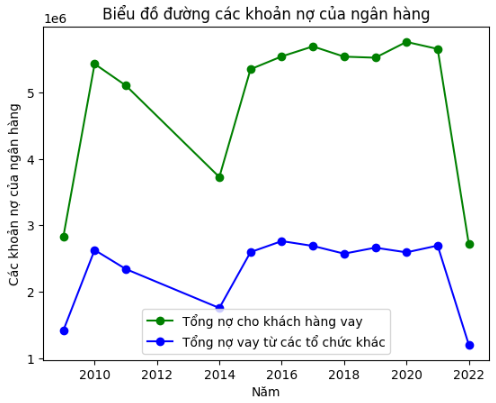 Biểu đồ đường các khoản nợ của ngân hàng
1e6
Các khoản nợ của ngân hàng
5
4
3
2
1
Tổng nợ cho khách hàng vay
Tổng nợ vay từ các tổ chức khác
2010 2012 2014 2016 2018 2020 2022
Năm